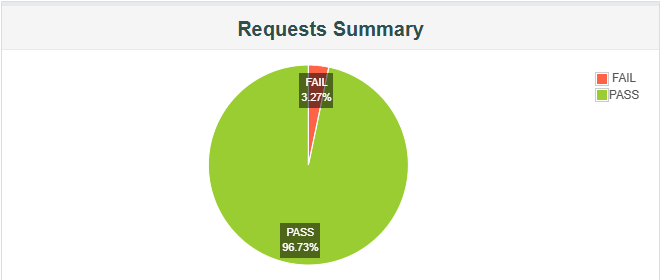 Requests Summary
FAIL
3.27%
FAIL
PASS
PASS
96.73%